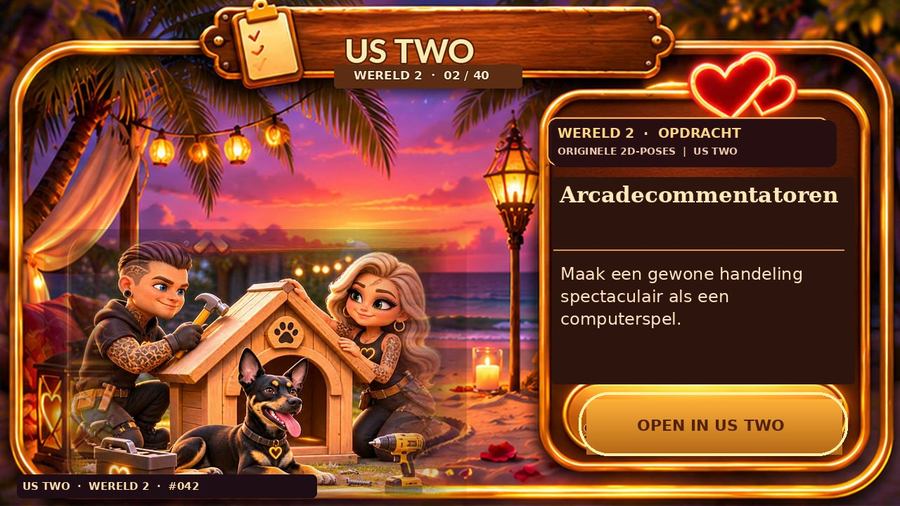 US TWO
WERELD 2 · 02 / 40
WERELD 2 · OPDRACHT
ORIGINELE 2D-POSES | US TWO
Arcadecommentatoren
Maak een gewone handeling
spectaculair als een
computerspel.
OPEN IN US TWO
US TWO · WERELD 2 · #042